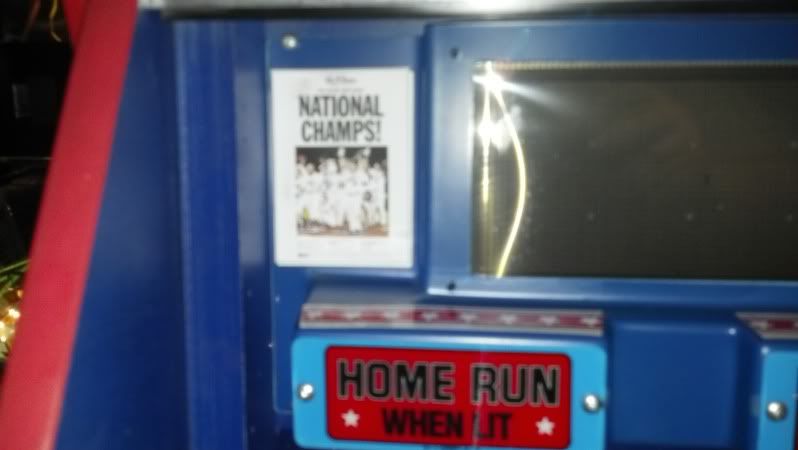 NATIONAL
CHAMPS!
HOME RUN
WHEN LIT